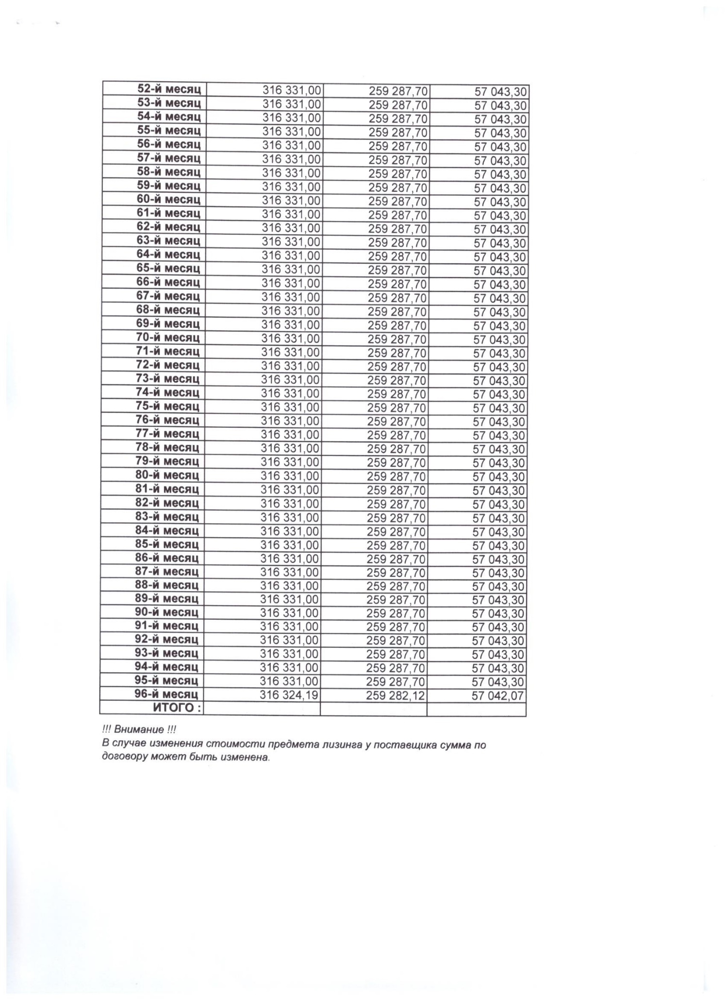 52-й месяц 316 331,00 259 287,70 57 043,30
53-й месяц 316 331,00 259 287,70 57 043,30
54-й месяц 316 331,00 259 287,70 57 043,30
55-й месяц 316 331,00 259 287,70 57 043,30
56-й месяц 316 331,00 259 287,70 57 043,30
57-й месяц 316 331,00 259 287,70 57 043,30
58-й месяц 316 331,00 259 287,70 57 043,30
59-й месяц 316 331,00 259 287,70 57 043,30
60-й месяц 316 331,00 259 287,70 57 043,30
61-й месяц 316 331,00 259 287,70 57 043,30
62-й месяц 316 331,00 259 287,70 57 043,30
63-й месяц 316 331,00 259 287,70 57 043,30
64-й месяц 316 331,00 259 287,70 57 043,30
65-й месяц 316 331,00 259 287,70 57 043,30
66-й месяц 316 331,00 259 287,70 57 043,30
67-й месяц 316 331,00 259 287,70 57 043,30
68-й месяц 316 331,00 259 287,70 57 043,30
69-й месяц 316 331,00 259 287,70 57 043,30
70-й месяц 316 331,00 259 287,70 57 043,30
71-й месяц 316 331,00 259 287,70 57 043,30
72-й месяц 316 331,00 259 287,70 57 043,30
73-й месяц 316 331,00 259 287,70 57 043,30
74-й месяц 316 331,00 259 287,70 57 043,30
75-й месяц 316 331,00 259 287,70 57 043,30
76-й месяц 316 331,00 259 287,70 57 043,30
77-й месяц 316 331,00 259 287,70 57 043,30
78-й месяц 316 331,00 259 287,70 57 043,30
79-й месяц 316 331,00 259 287,70 57 043,30
80-й месяц 316 331,00 259 287,70 57 043,30
81-й месяц 316 331,00 259 287,70 57 043,30
82-й месяц 316 331,00 259 287,70 57 043,30
83-й месяц 316 331,00 259 287,70 57 043,30
84-й месяц 316 331,00 259 287,70 57 043,30
85-й месяц 316 331,00 259 287,70 57 043,30
86-й месяц 316 331,00 259 287,70 57 043,30
87-й месяц 316 331,00 259 287,70 57 043,30
88-й месяц 316 331,00 259 287,70 57 043,30
89-й месяц 316 331,00 259 287,70 57 043,30
90-й месяц 316 331,00 259 287,70 57 043,30
91-й месяц 316 331,00 259 287,70 57 043,30
92-й месяц 316 331,00 259 287,70 57 043,30
93-й месяц 316 331,00 259 287,70 57 043,30
94-й месяц 316 331,00 259 287,70 57 043,30
95-й месяц 316 331,00 259 287,70 57 043,30
96-й месяц 316 324,19 259 282,12 57 042,07
ИТОГО :
!!! Внимание !!!
В случае изменения стоимости предмета лизинга у поставщика сумма по
договору может быть изменена.